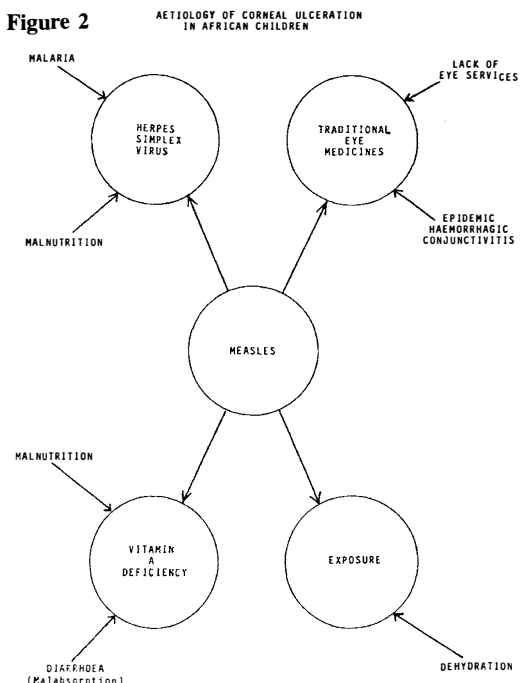 Figure 2
AETIOLOGY OF CORNEAL ULCERATION
IN AFRICAN CHILDREN
MALARIA
LACK OF
EYE SERVICES
HERPES
SIMPLEX
VIRUS
TRADITIONAL
EYE
MEDICINES
MALNUTRITION
EPIDEMIC
HAEMORRHAGIC
CONJUNCTIVITIS
MEASLES
MALNUTRITION
VITAMIN
A
DEFICIENCY
EXPOSURE
DIARRHOEA
(Malabsorption)
DEHYDRATION